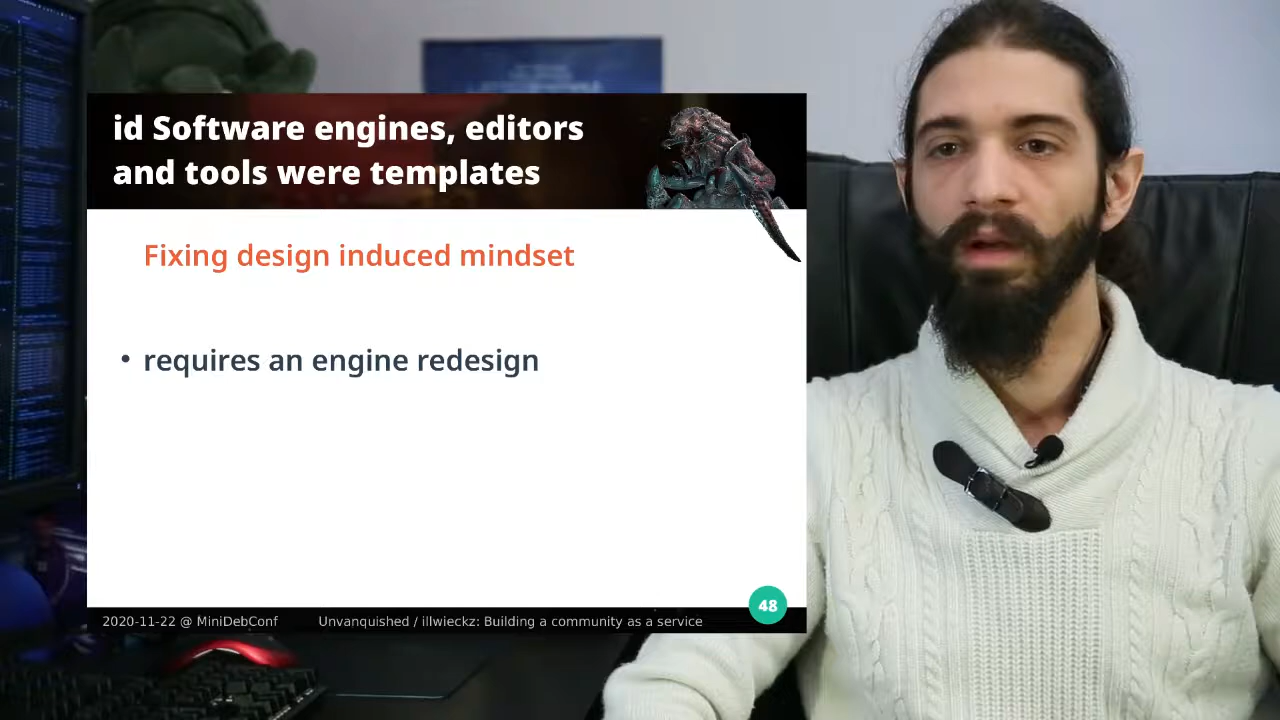 id Software engines, editors
and tools were templates
Fixing design induced mindset
• requires an engine redesign
48
2020-11-22 @ MiniDebConf
Unvanquished / illwieckz: Building a community as a service